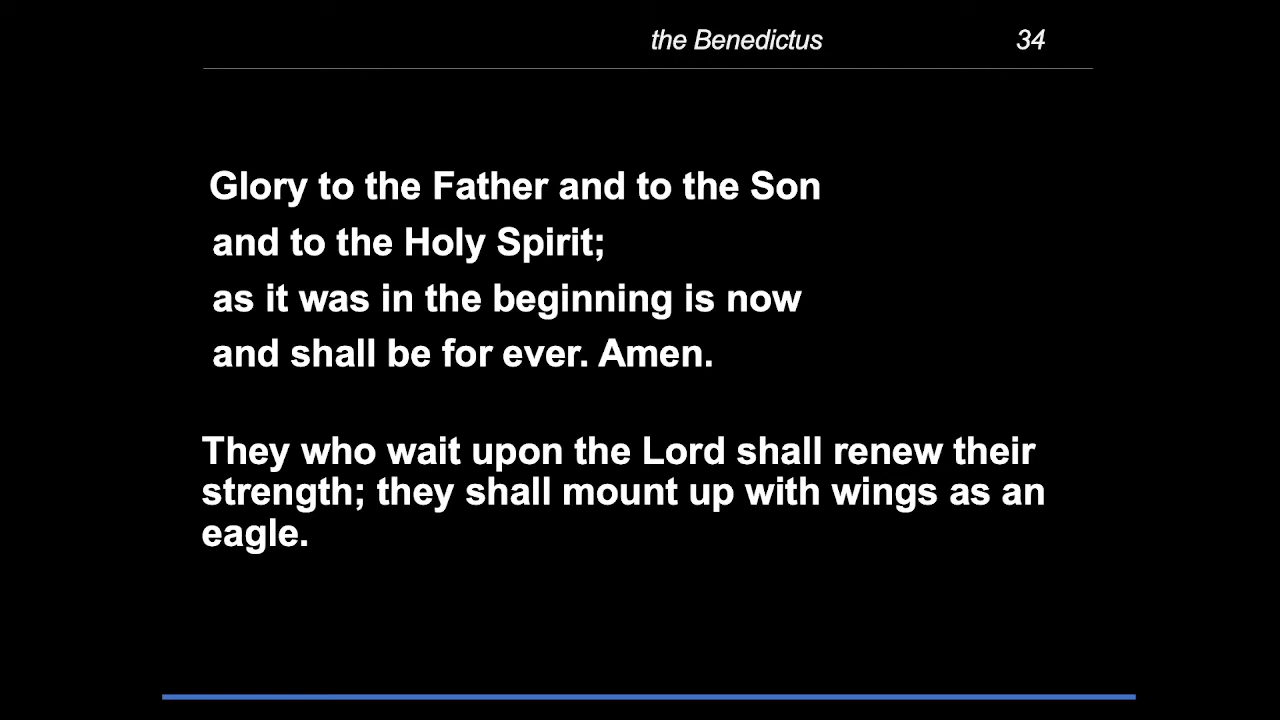 the Benedictus 34
Glory to the Father and to the Son
and to the Holy Spirit;
as it was in the beginning is now
and shall be for ever. Amen.
They who wait upon the Lord shall renew their
strength; they shall mount up with wings as an
eagle.